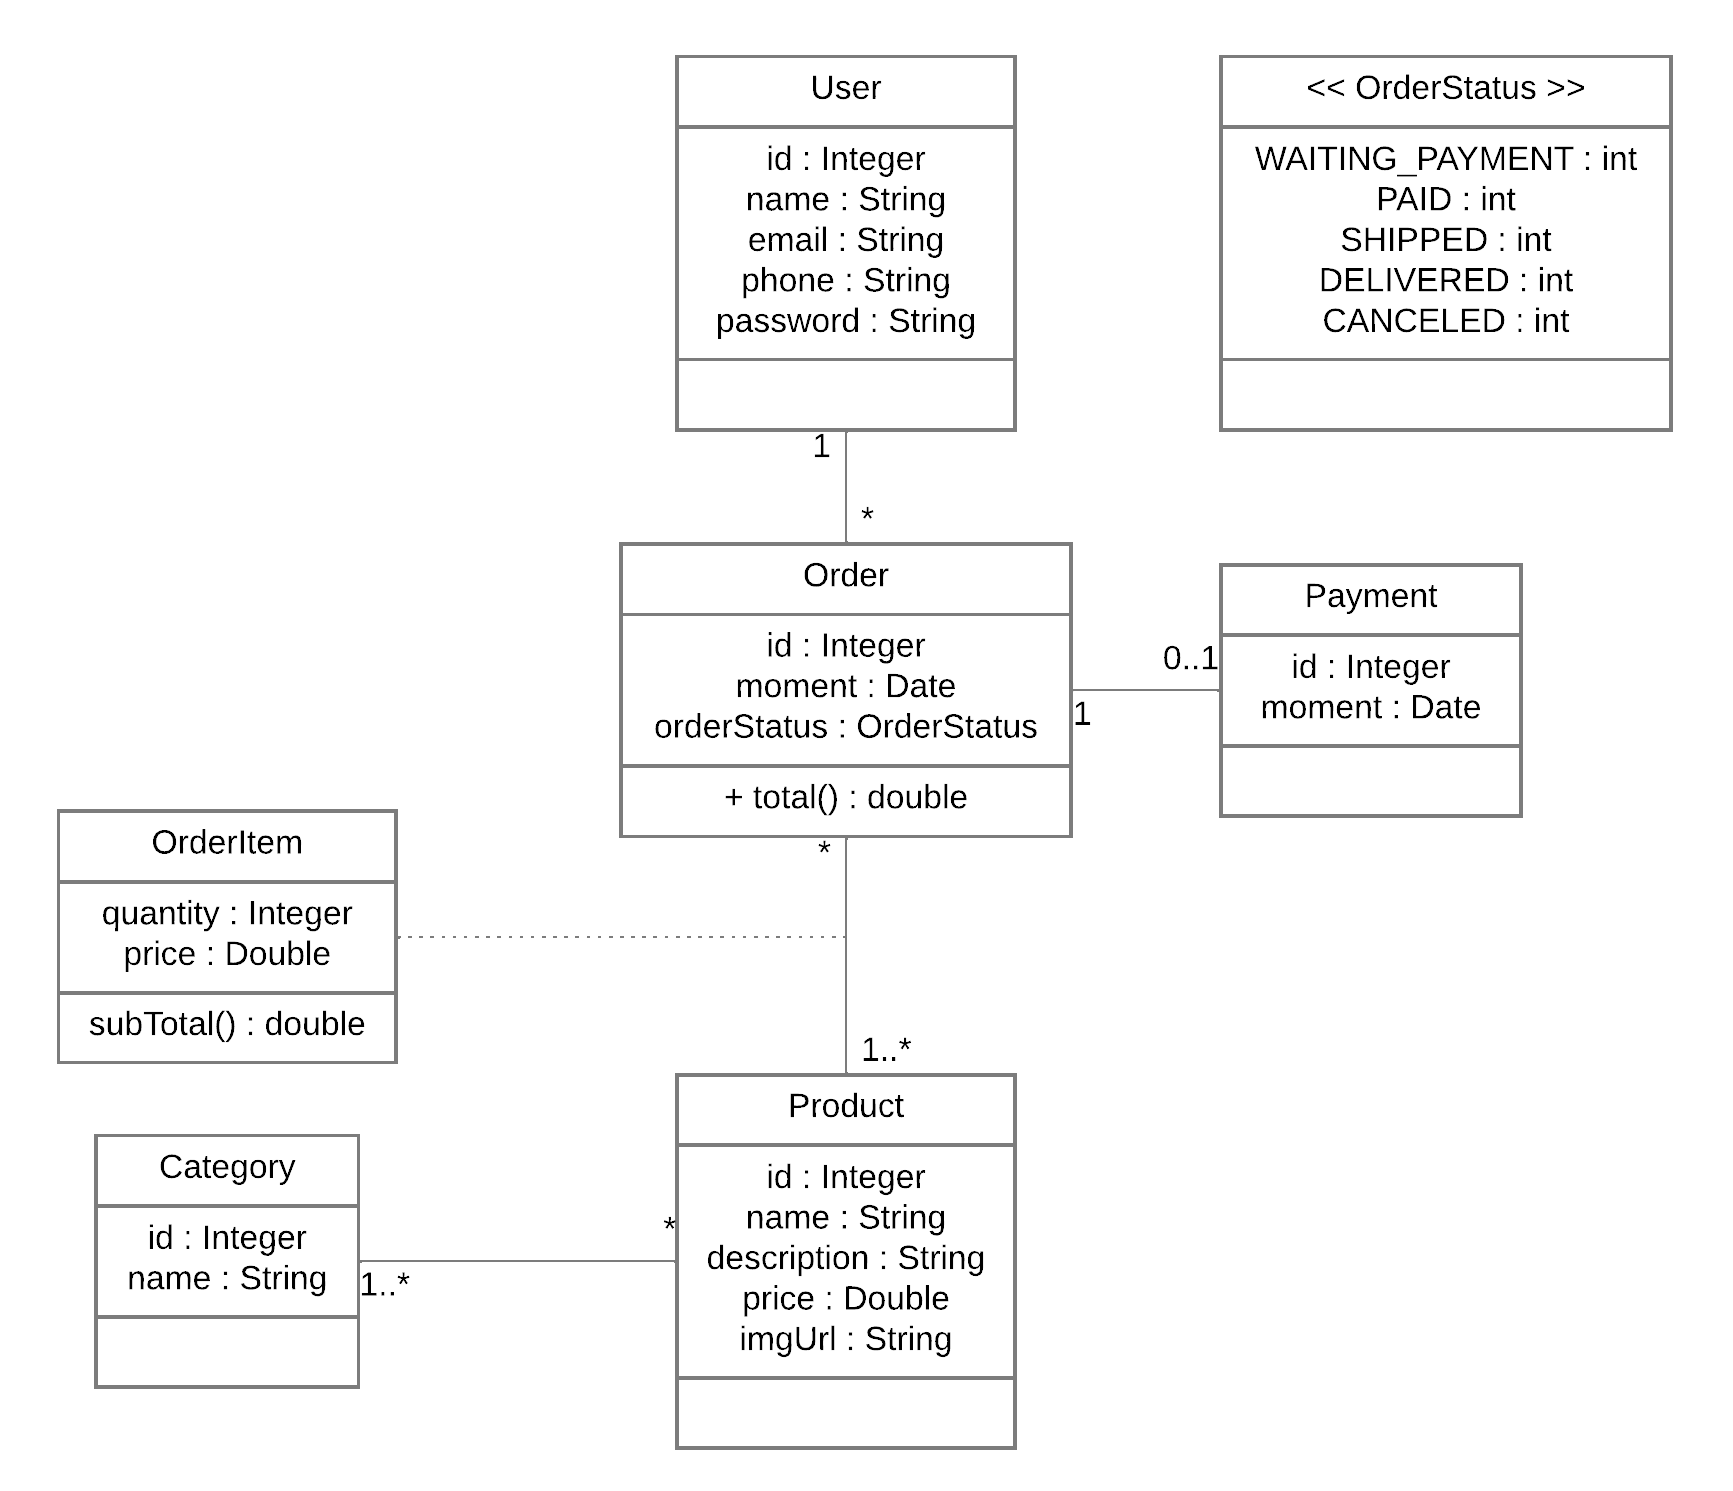 User
id : Integer
name : String
email : String
phone : String
password : String
<< OrderStatus >>
WAITING_PAYMENT : int
PAID : int
SHIPPED : int
DELIVERED : int
CANCELED : int
1
*
Order
id : Integer
moment : Date
orderStatus : OrderStatus
+ total() : double
0..1
1
Payment
id : Integer
moment : Date
*
OrderItem
quantity : Integer
price : Double
subTotal() : double
1..*
Product
id : Integer
name : String
description : String
price : Double
imgUrl : String
Category
id : Integer
name : String
*
1..*